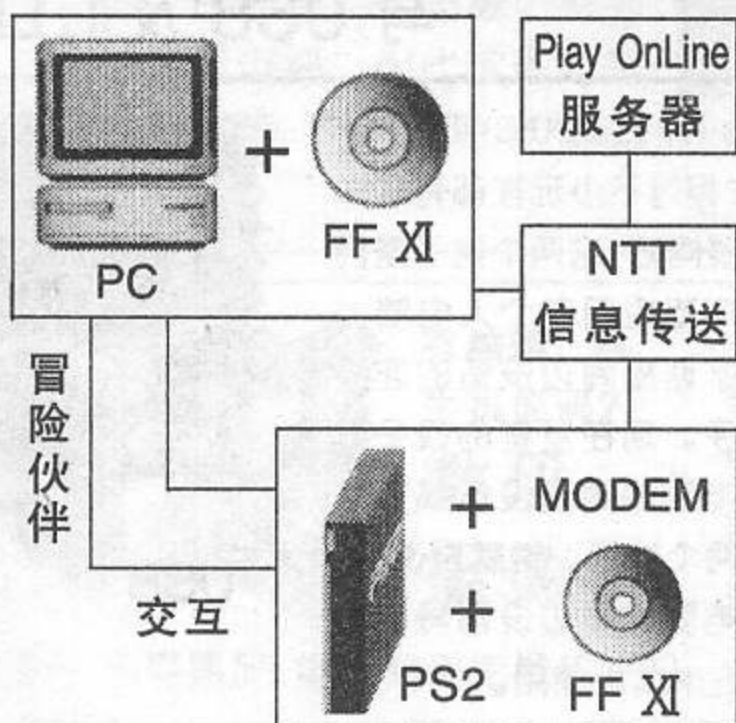 PC
+
FF XI
Play OnLine
服务器
NTT
信息传送
冒险伙伴
交互
PS2
+
MODEM
+
FF XI